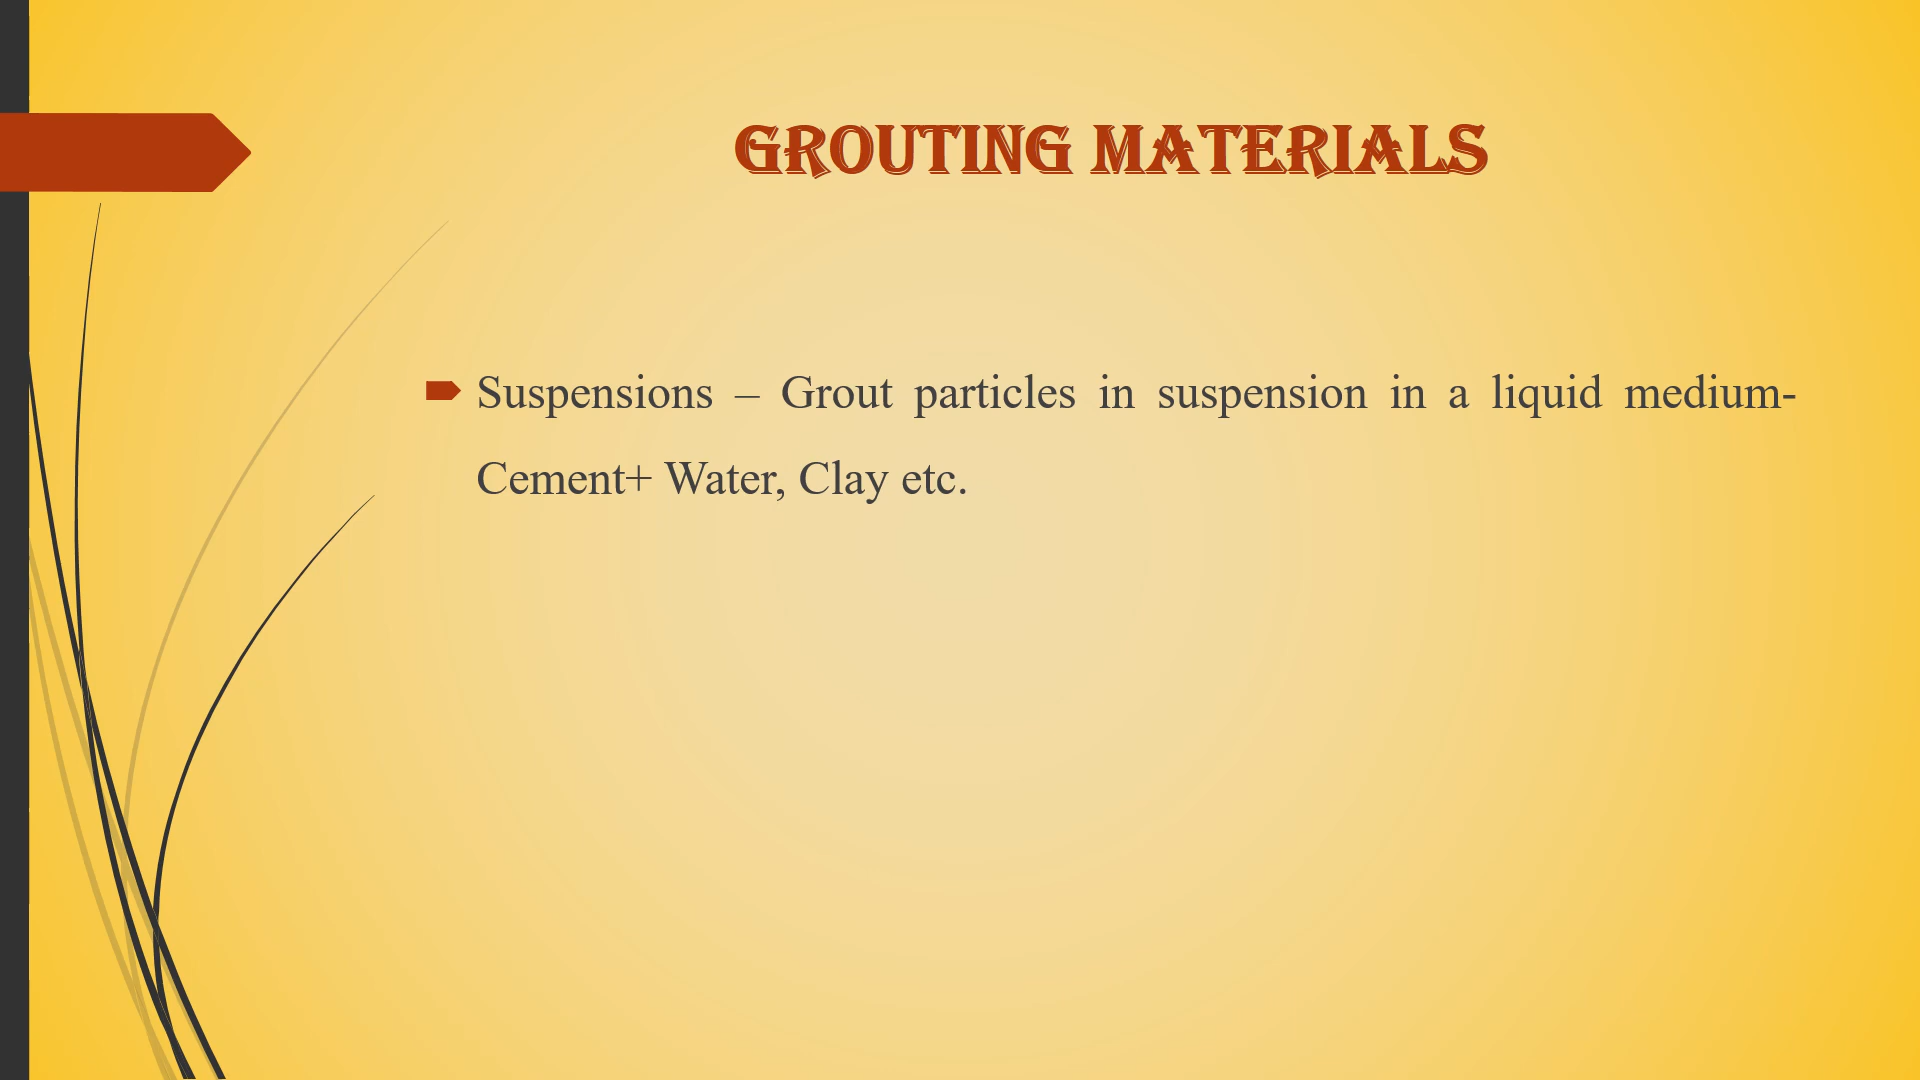 GROUTING MATERIALS
Suspensions – Grout particles in suspension in a liquid medium-
Cement+ Water, Clay etc.